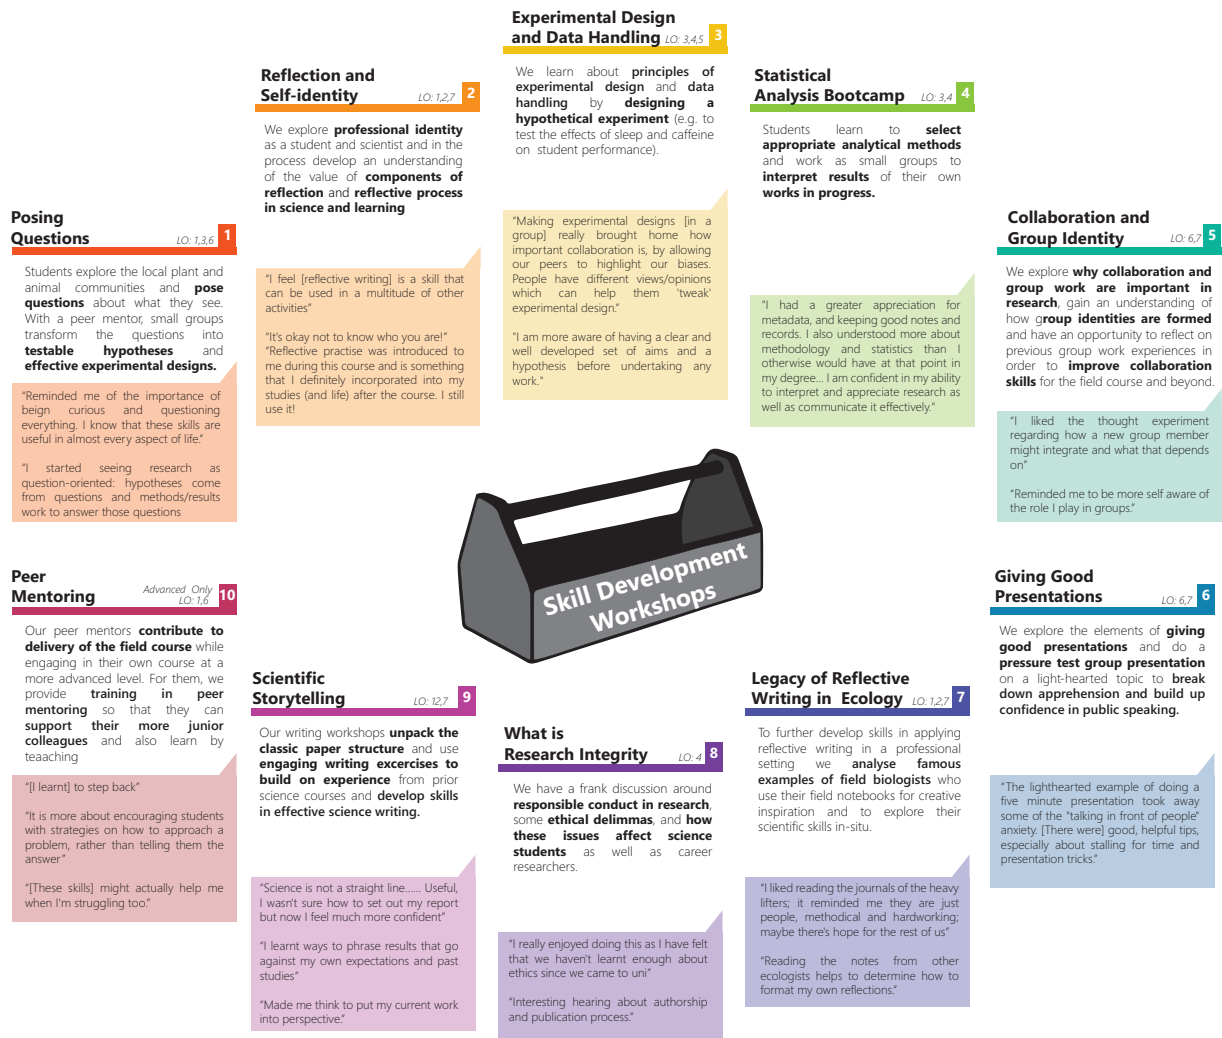 Posing
Questions
LO: 1,3,6
1
Students explore the local plant and
animal communities and pose
questions about what they see.
With a peer mentor, small groups
transform the questions into
testable hypotheses and
effective experimental designs.
“Reminded me of the importance of
beign curious and questioning
everything. I know that these skills are
useful in almost every aspect of life.”
“I started seeing research as
question-oriented: hypotheses come
from questions and methods/results
work to answer those questions
Reflection and
Self-identity
LO: 1,2,7
2
We explore professional identity
as a student and scientist and in the
process develop an understanding
of the value of components of
reflection and reflective process
in science and learning
“I feel [reflective writing] is a skill that
can be used in a multitude of other
activities”
“It's okay not to know who you are!”
“Reflective practise was introduced to
me during this course and is something
that I definitely incorporated into my
studies (and life) after the course. I still
use it!
Experimental Design
and Data Handling
LO: 3,4,5
3
We learn about principles of
experimental design and data
handling by designing a
hypothetical experiment (e.g. to
test the effects of sleep and caffeine
on student performance).
“Making experimental designs [in a
group] really brought home how
important collaboration is, by allowing
our peers to highlight our biases.
People have different views/opinions
which can help them 'tweak'
experimental design.”
"I am more aware of having a clear and
well developed set of aims and a
hypothesis before undertaking any
work."
Statistical
Analysis Bootcamp
LO: 3,4
4
Students learn to select
appropriate analytical methods
and work as small groups to
interpret results of their own
works in progress.
"I had a greater appreciation for
metadata, and keeping good notes and
records. I also understood more about
methodology and statistics than I
otherwise would have at that point in
my degree... I am confident in my ability
to interpret and appreciate research as
well as communicate it effectively."
Collaboration and
Group Identity
LO: 6,7
5
We explore why collaboration and
group work are important in
research, gain an understanding of
how group identities are formed
and have an opportunity to reflect on
previous group work experiences in
order to improve collaboration
skills for the field course and beyond.
“I liked the thought experiment
regarding how a new group member
might integrate and what that depends
on”
“Reminded me to be more self aware of
the role I play in groups.”
Skill Development
Workshops
Peer
Mentoring
Advanced Only
LO: 1,6
10
Our peer mentors contribute to
delivery of the field course while
engaging in their own course at a
more advanced level. For them, we
provide training in peer
mentoring so that they can
support their more junior
colleagues and also learn by
teaaching
“[I learnt] to step back”
“It is more about encouraging students
with strategies on how to approach a
problem, rather than telling them the
answer”
“[These skills] might actually help me
when I'm struggling too.”
Scientific
Storytelling
LO: 12,7
9
Our writing workshops unpack the
classic paper structure and use
engaging writing excercises to
build on experience from prior
science courses and develop skills
in effective science writing.
“Science is not a straight line...... Useful,
I wasn't sure how to set out my report
but now I feel much more confident”
“I learnt ways to phrase results that go
against my own expectations and past
studies”
“Made me think to put my current work
into perspective.”
What is
Research Integrity
LO: 4
8
We have a frank discussion around
responsible conduct in research,
some ethical delimmas, and how
these issues affect science
students as well as career
researchers.
“I really enjoyed doing this as I have felt
that we haven't learnt enough about
ethics since we came to uni”
“Interesting hearing about authorship
and publication process.”
Legacy of Reflective
Writing in Ecology
LO: 1,2,7
7
To further develop skills in applying
reflective writing in a professional
setting we analyse famous
examples of field biologists who
use their field notebooks for creative
inspiration and to explore their
scientific skills in-situ.
“I liked reading the journals of the heavy
lifters; it reminded me they are just
people, methodical and hardworking;
maybe there's hope for the rest of us”
“Reading the notes from other
ecologists helps to determine how to
format my own reflections.”
Giving Good
Presentations
LO: 6,7
6
We explore the elements of giving
good presentations and do a
pressure test group presentation
on a light-hearted topic to break
down apprehension and build up
confidence in public speaking.
“The lighthearted example of doing a
five minute presentation took away
some of the "talking in front of people"
anxiety. [There were] good, helpful tips,
especially about stalling for time and
presentation tricks.”